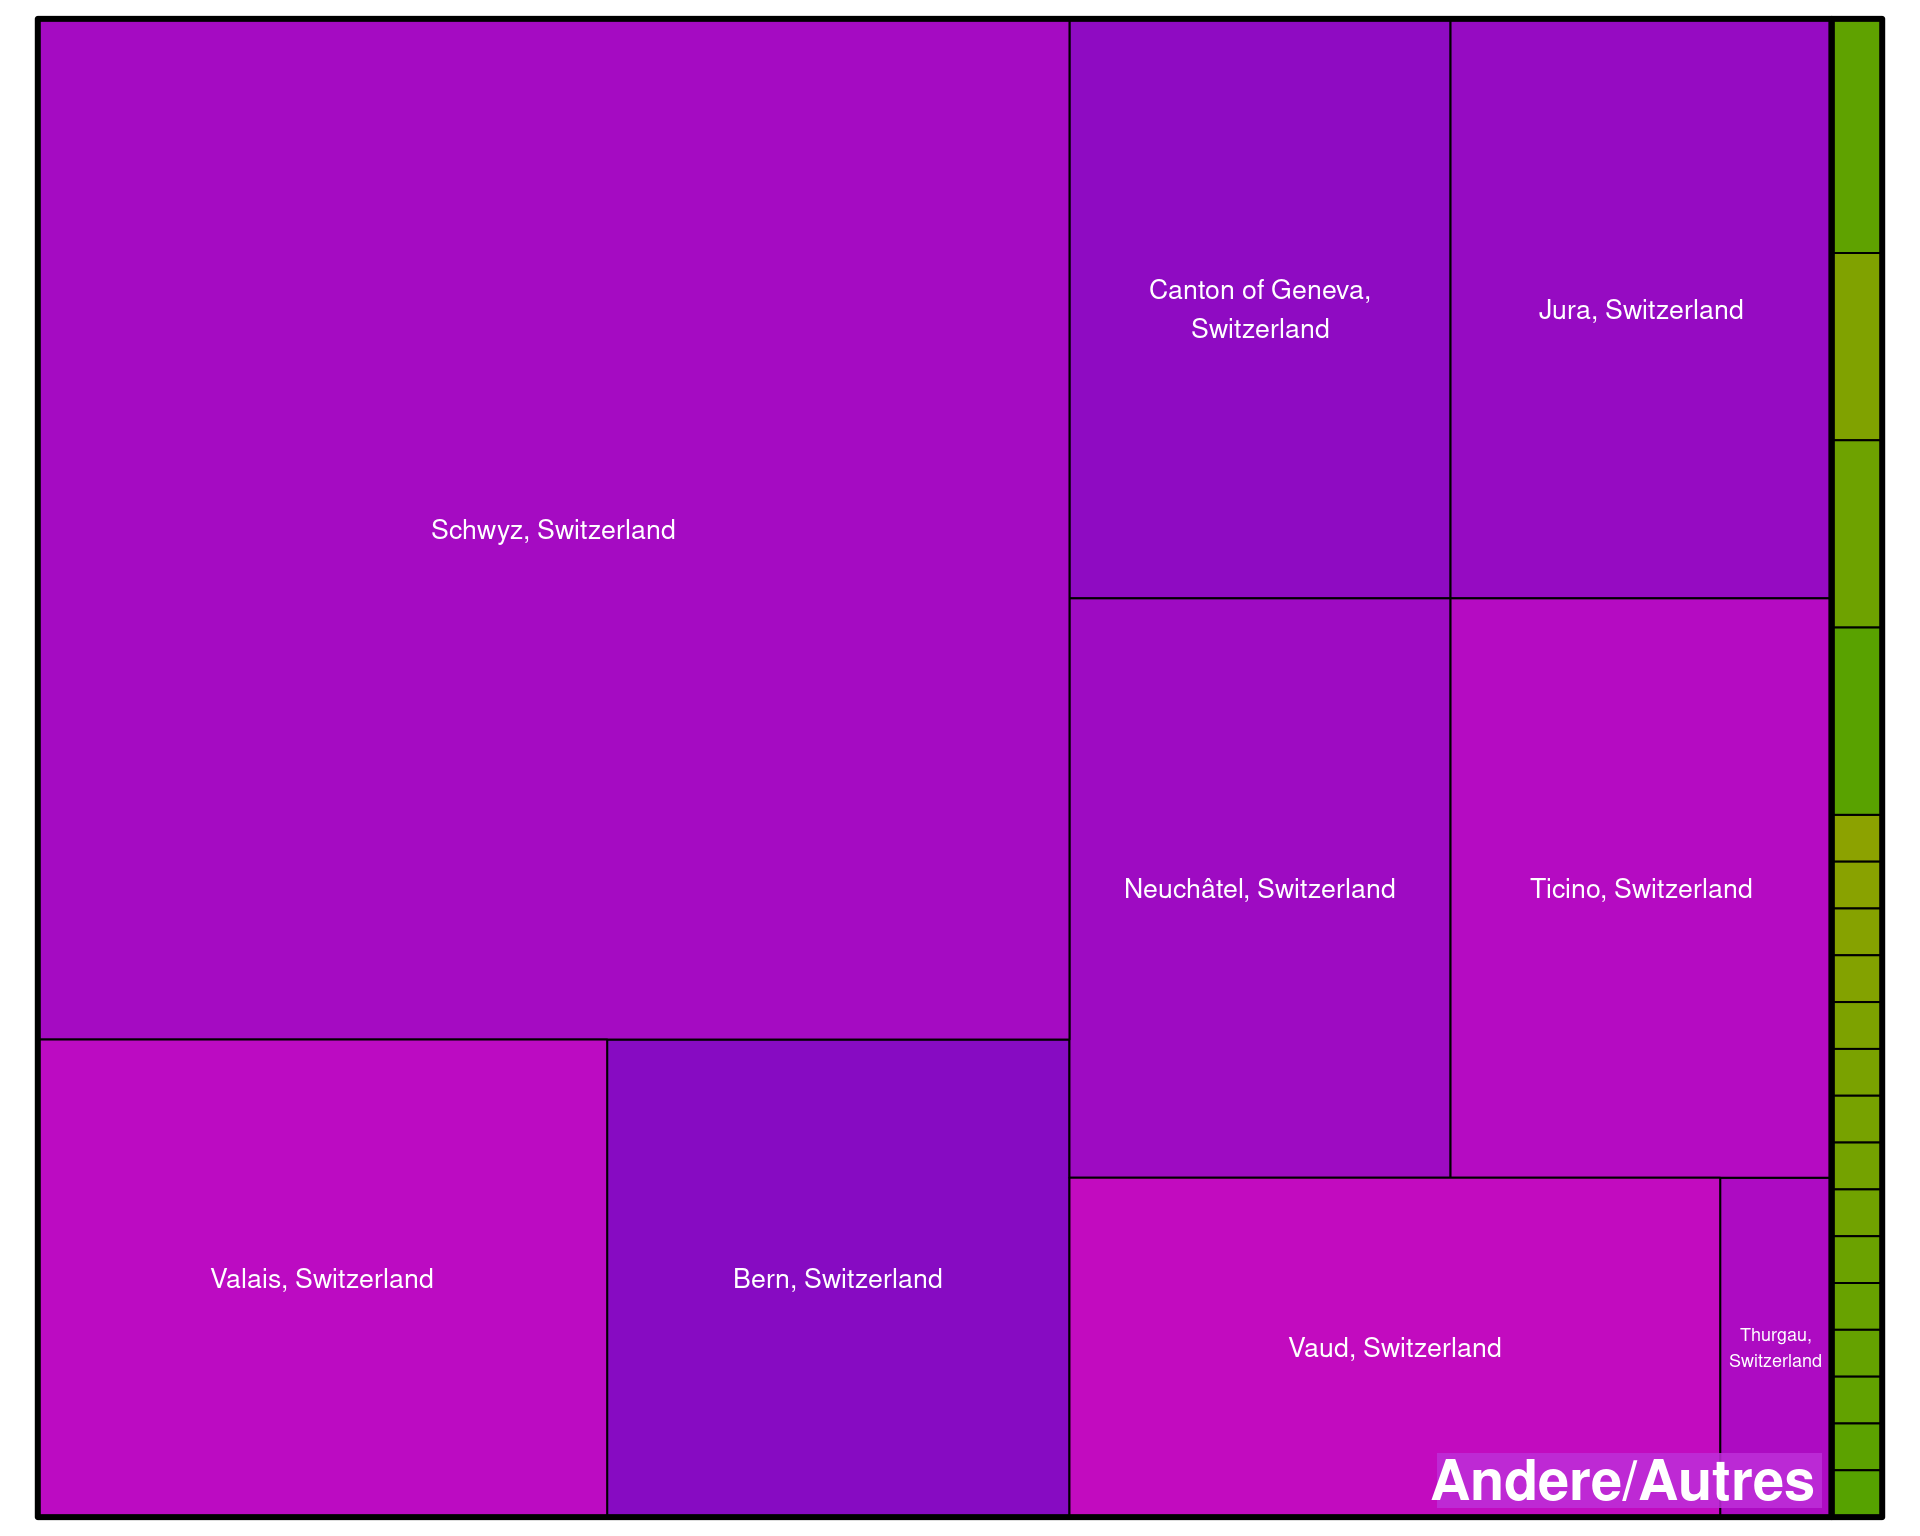 Schwyz, Switzerland
Canton of Geneva,
Switzerland
Jura, Switzerland
Neuchâtel, Switzerland
Ticino, Switzerland
Valais, Switzerland
Bern, Switzerland
Vaud, Switzerland
Thurgau,
Switzerland
Andere/Autres